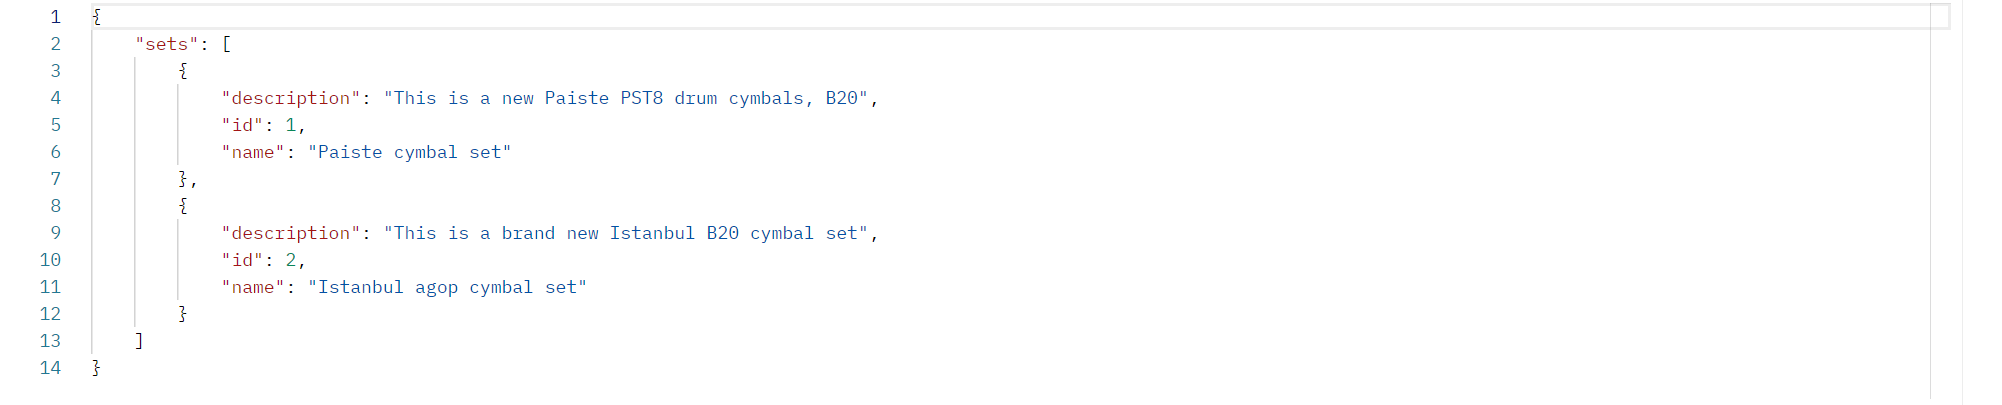 1 {
2     "sets": [
3         {
4             "description": "This is a new Paiste PST8 drum cymbals, B20",
5             "id": 1,
6             "name": "Paiste cymbal set"
7         },
8         {
9             "description": "This is a brand new Istanbul B20 cymbal set",
10             "id": 2,
11             "name": "Istanbul agop cymbal set"
12         }
13     ]
14 }